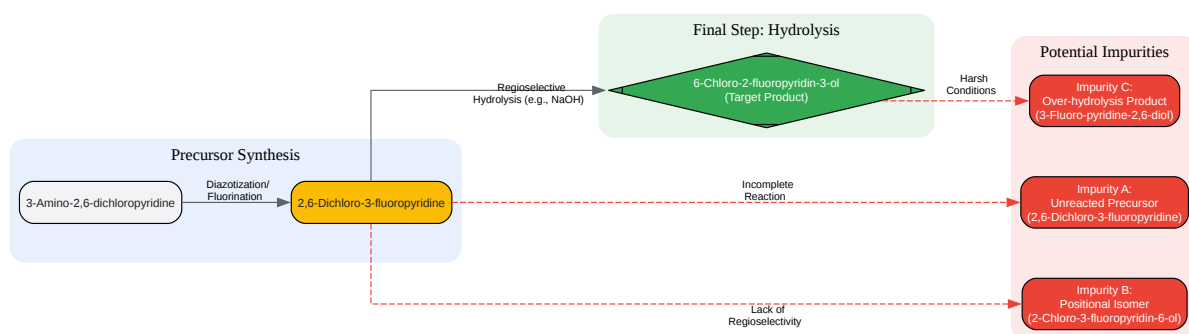 Final Step: Hydrolysis
6-Chloro-2-fluoropyridin-3-ol
(Target Product)
Regioselective
Hydrolysis (e.g., NaOH)
Harsh
Conditions
Potential Impurities
Impurity C:
Over-hydrolysis Product
(3-Fluoro-pyridine-2,6-diol)
Precursor Synthesis
3-Amino-2,6-dichloropyridine
Diazotization/
Fluorination
2,6-Dichloro-3-fluoropyridine
Incomplete
Reaction
Impurity A:
Unreacted Precursor
(2,6-Dichloro-3-fluoropyridine)
Lack of
Regioselectivity
Impurity B:
Positional Isomer
(2-Chloro-3-fluoropyridin-6-ol)